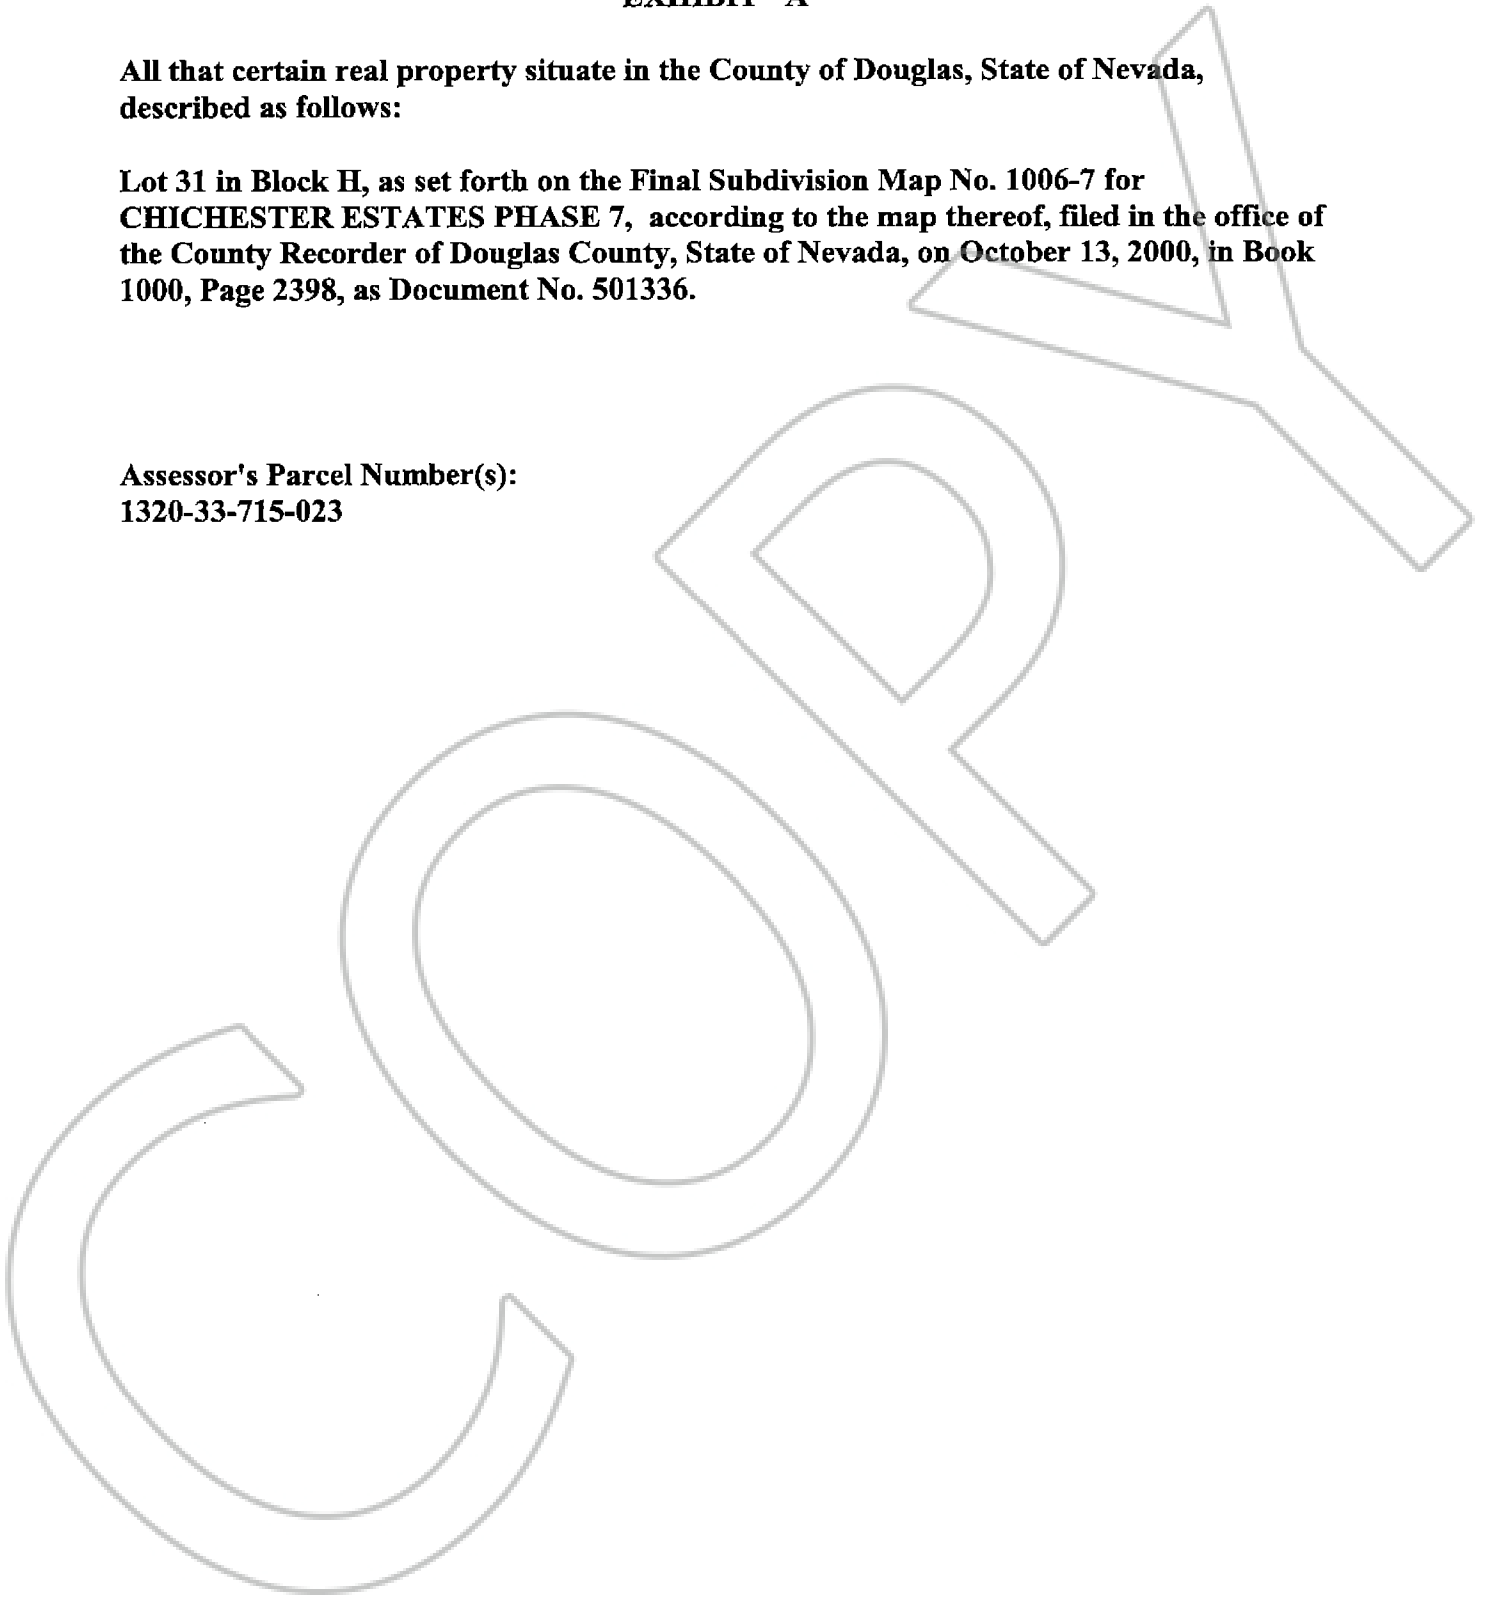 EXHIBIT "A"
All that certain real property situate in the County of Douglas, State of Nevada,
described as follows:
Lot 31 in Block H, as set forth on the Final Subdivision Map No. 1006-7 for
CHICHESTER ESTATES PHASE 7, according to the map thereof, filed in the office of
the County Recorder of Douglas County, State of Nevada, on October 13, 2000, in Book
1000, Page 2398, as Document No. 501336.
Assessor's Parcel Number(s):
1320-33-715-023
COPY